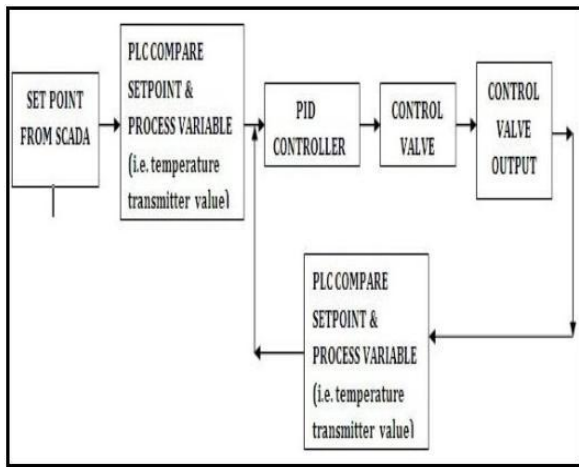 SET POINT
FROM SCADA
PLC COMPARE
SETPOINT &
PROCESS VARIABLE
(i.e. temperature
transmitter value)
PID
CONTROLLER
CONTROL
VALVE
CONTROL
VALVE
OUTPUT
PLC COMPARE
SETPOINT &
PROCESS VARIABLE
(i.e. temperature
transmitter value)